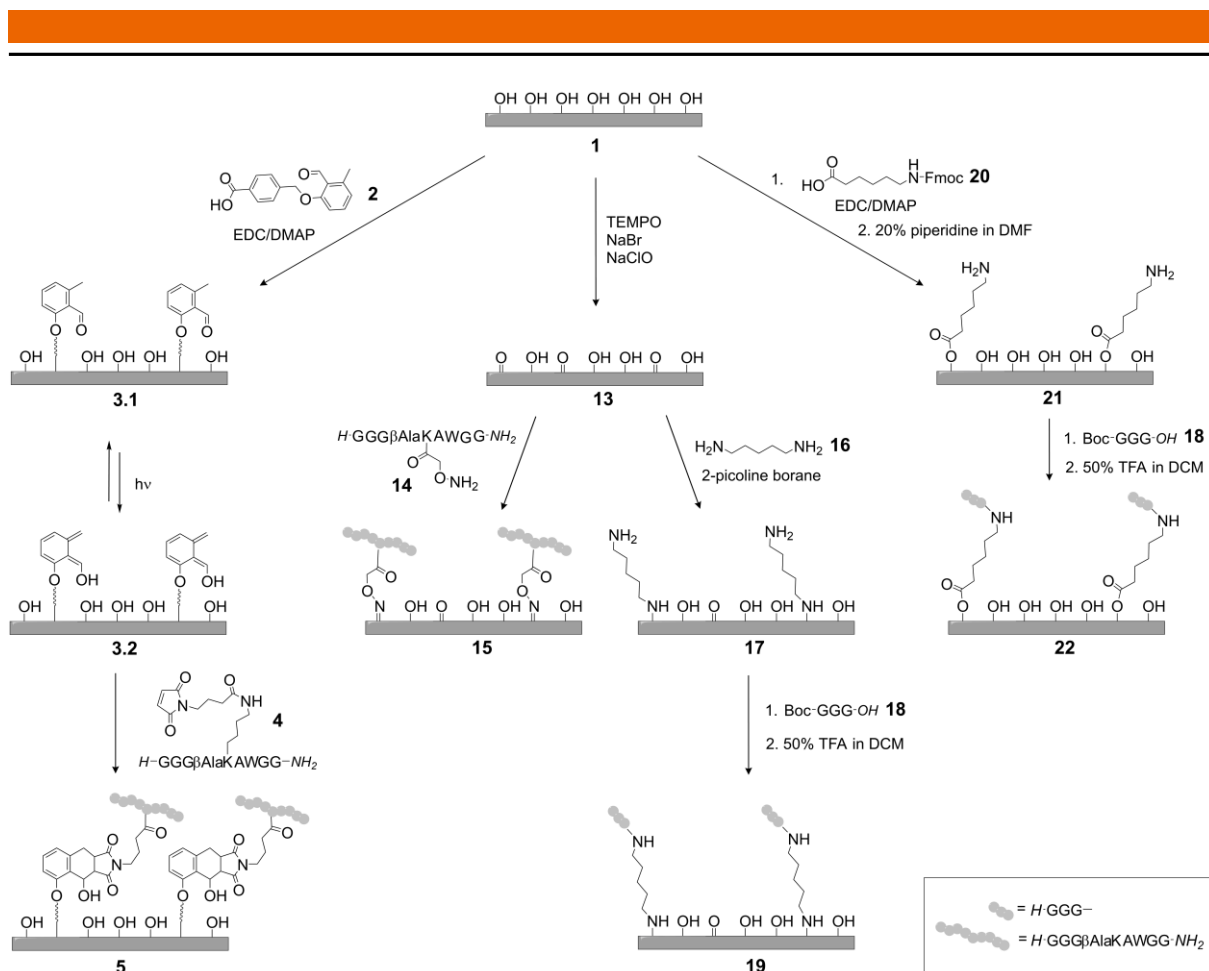 OH OH OH OH OH OH OH
1
O
HO
O
O
2
EDC/DMAP
TEMPO
NaBr
NaClO
1.
O
HO
H
N-Fmoc 20
EDC/DMAP
2. 20% piperidine in DMF
O
O
O
O
OH OH OH OH OH
3.1
O OH O OH OH O OH
13
H2N
NH2
O
O
O
O
OH OH OH OH OH
21
hν
H-GGGβAlaKAWGG-NH2
O
O-NH2
14
H2N NH2 16
2-picoline borane
1. Boc-GGG-OH 18
2. 50% TFA in DCM
OH
O
OH
O
OH OH OH OH OH
3.2
O
O
N
O
O
N
OH O OH OH OH
15
NH2
NH2
NH OH O OH OH NH OH
17
NH
NH
O
O
O
O
OH OH OH OH OH
22
O
N
O
O
NH
4
H-GGGβAlaKAWGG-NH2
1. Boc-GGG-OH 18
2. 50% TFA in DCM
O
O
N
O
OH
O
O
O
N
O
OH
O
OH OH OH OH OH
5
NH
NH
NH OH O OH OH NH OH
19
= H-GGG-
= H-GGGβAlaKAWGG-NH2